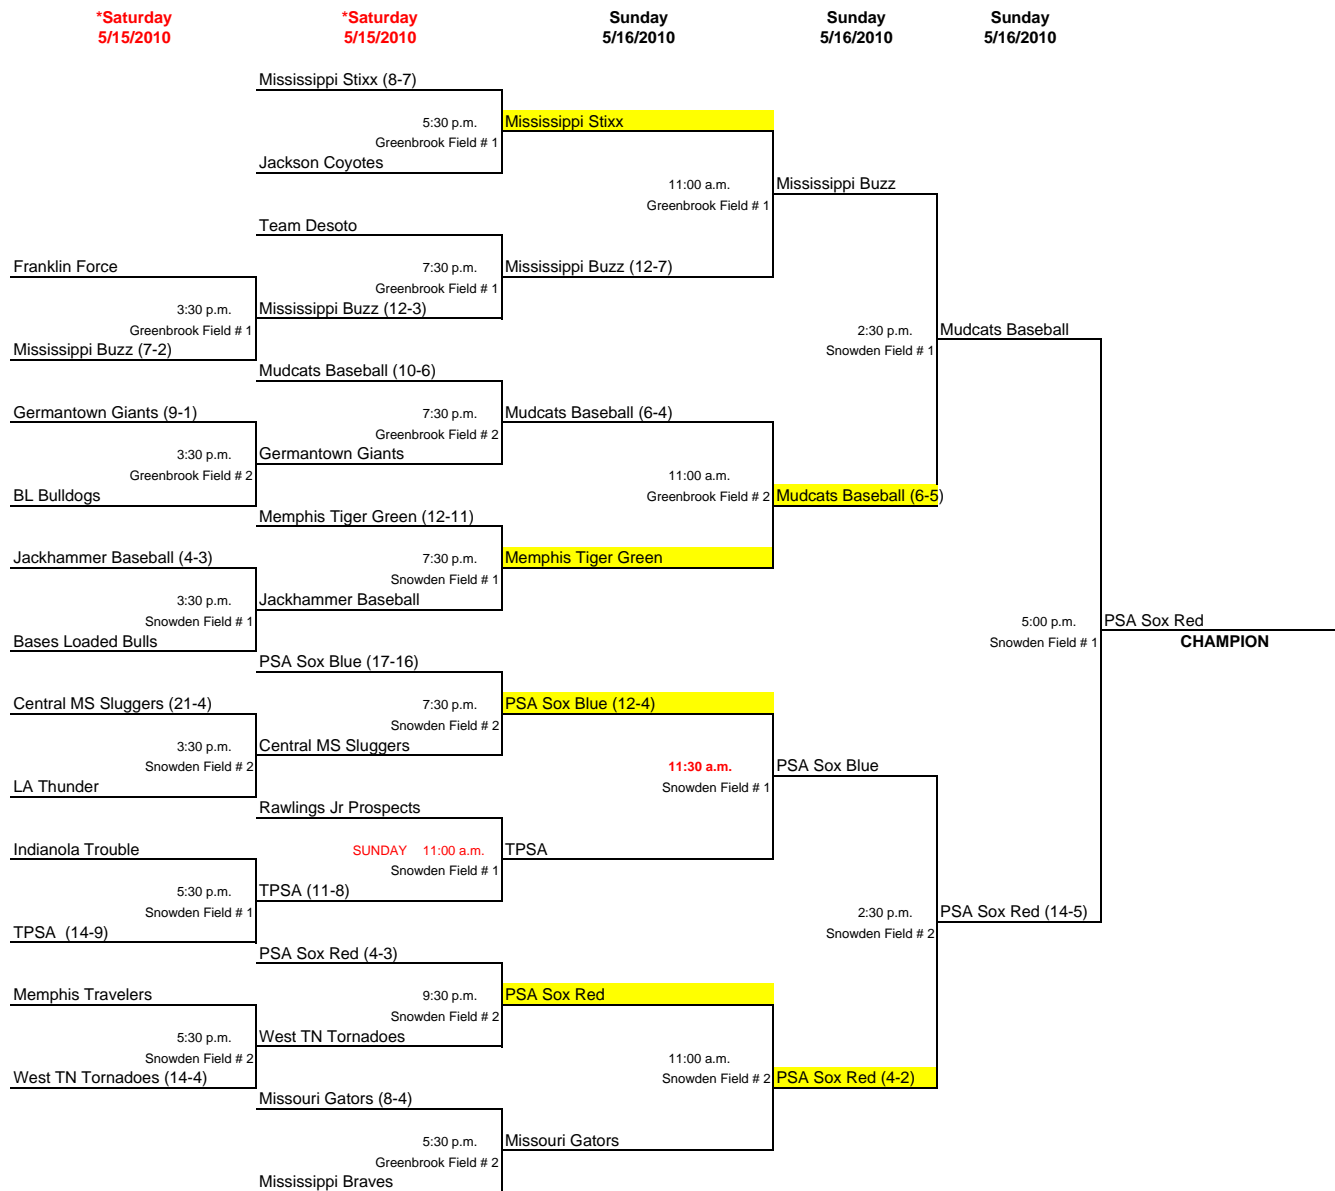 *Saturday *Saturday Sunday Sunday Sunday
5/15/2010 5/15/2010 5/16/2010 5/16/2010 5/16/2010
Mississippi Stixx (8-7)
5:30 p.m. Mississippi Stixx
Greenbrook Field # 1
Jackson Coyotes
11:00 a.m. Mississippi Buzz
Greenbrook Field # 1
Team Desoto
Franklin Force 7:30 p.m. Mississippi Buzz (12-7)
Greenbrook Field # 1
3:30 p.m. Mississippi Buzz (12-3)
Greenbrook Field # 1 2:30 p.m. Mudcats Baseball
Mississippi Buzz (7-2) Snowden Field # 1
Mudcats Baseball (10-6)
Germantown Giants (9-1) 7:30 p.m. Mudcats Baseball (6-4)
Greenbrook Field # 2
3:30 p.m. Germantown Giants
Greenbrook Field # 2 11:00 a.m.
BL Bulldogs Greenbrook Field # 2 Mudcats Baseball (6-5)
Memphis Tiger Green (12-11)
Jackhammer Baseball (4-3) 7:30 p.m. Memphis Tiger Green
Snowden Field # 1
3:30 p.m. Jackhammer Baseball
Snowden Field # 1 5:00 p.m. PSA Sox Red
Bases Loaded Bulls Snowden Field # 1 CHAMPION
PSA Sox Blue (17-16)
Central MS Sluggers (21-4) 7:30 p.m. PSA Sox Blue (12-4)
Snowden Field # 2
3:30 p.m. Central MS Sluggers
Snowden Field # 2 11:30 a.m. PSA Sox Blue
LA Thunder Snowden Field # 1
Rawlings Jr Prospects
Indianola Trouble SUNDAY 11:00 a.m. TPSA
Snowden Field # 1
5:30 p.m. TPSA (11-8)
Snowden Field # 1 2:30 p.m. PSA Sox Red (14-5)
TPSA  (14-9) Snowden Field # 2
PSA Sox Red (4-3)
Memphis Travelers 9:30 p.m. PSA Sox Red
Snowden Field # 2
5:30 p.m. West TN Tornadoes
Snowden Field # 2 11:00 a.m.
West TN Tornadoes (14-4) Snowden Field # 2 PSA Sox Red (4-2)
Missouri Gators (8-4)
5:30 p.m. Missouri Gators
Greenbrook Field # 2
Mississippi Braves